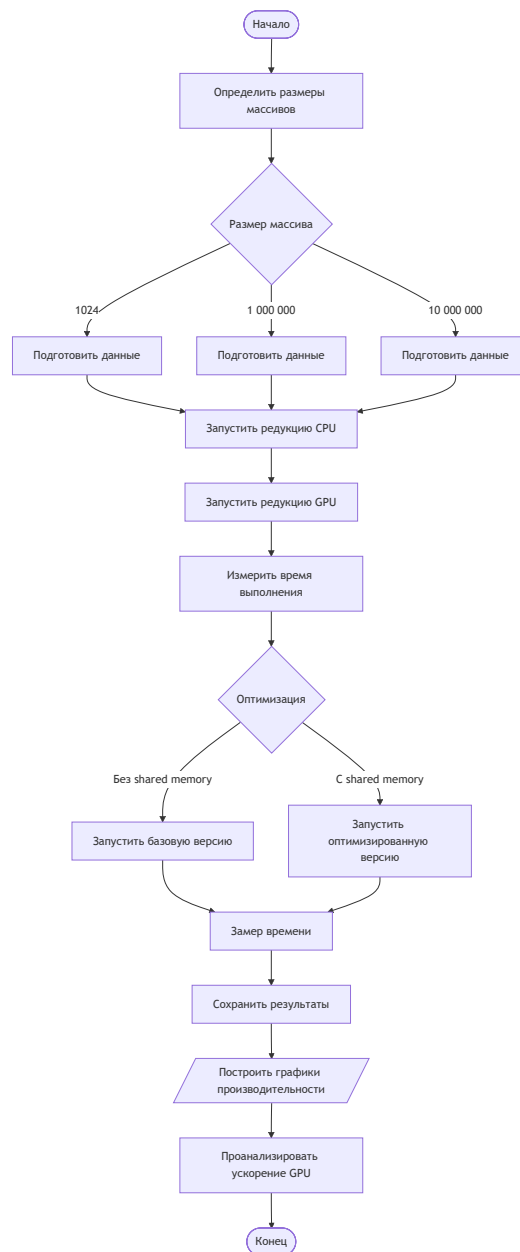 Начало
Определить размеры
массивов
Размер массива
1024
1 000 000
10 000 000
Подготовить данные
Подготовить данные
Подготовить данные
Запустить редукцию CPU
Запустить редукцию GPU
Измерить время
выполнения
Оптимизация
Без shared memory
С shared memory
Запустить базовую версию
Запустить
оптимизированную
версию
Замер времени
Сохранить результаты
Построить графики
производительности
Проанализировать
ускорение GPU
Конец